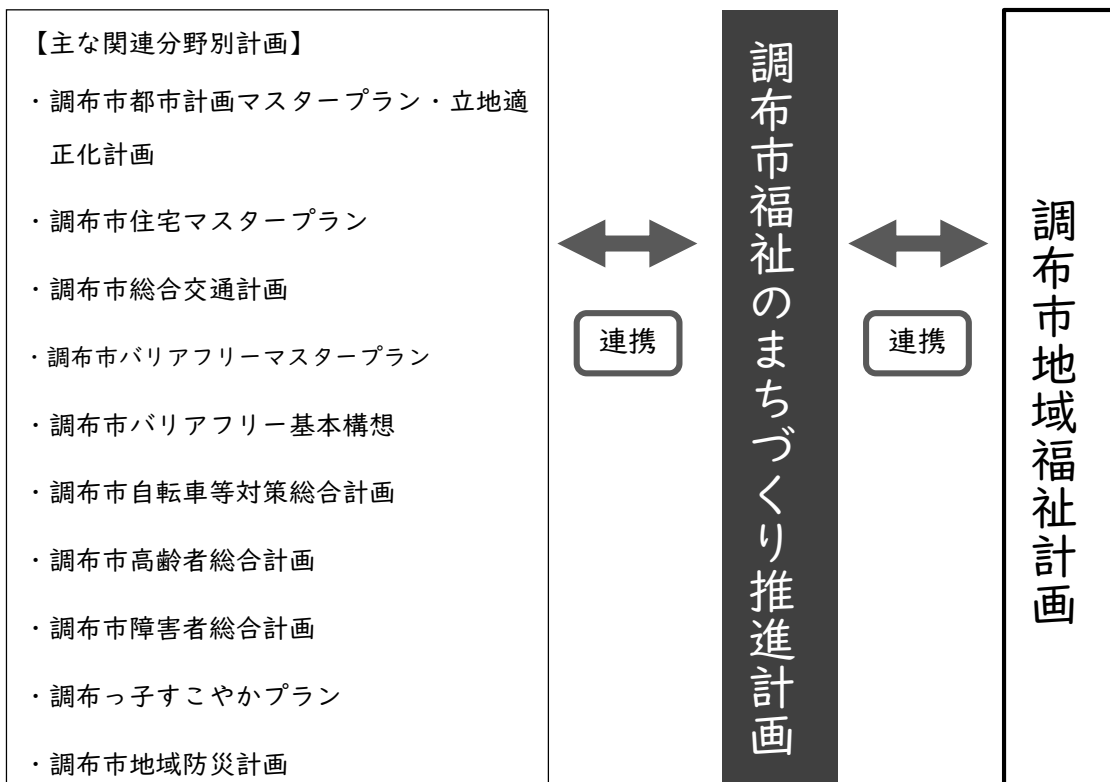 【主な関連分野別計画】
・調布市都市計画マスタープラン・立地適
正化計画
・調布市住宅マスタープラン
・調布市総合交通計画
・調布市バリアフリーマスタープラン
・調布市バリアフリー基本構想
・調布市自転車等対策総合計画
・調布市高齢者総合計画
・調布市障害者総合計画
・調布っ子すこやかプラン
・調布市地域防災計画
連携
調布市福祉のまちづくり推進計画
連携
調布市地域福祉計画